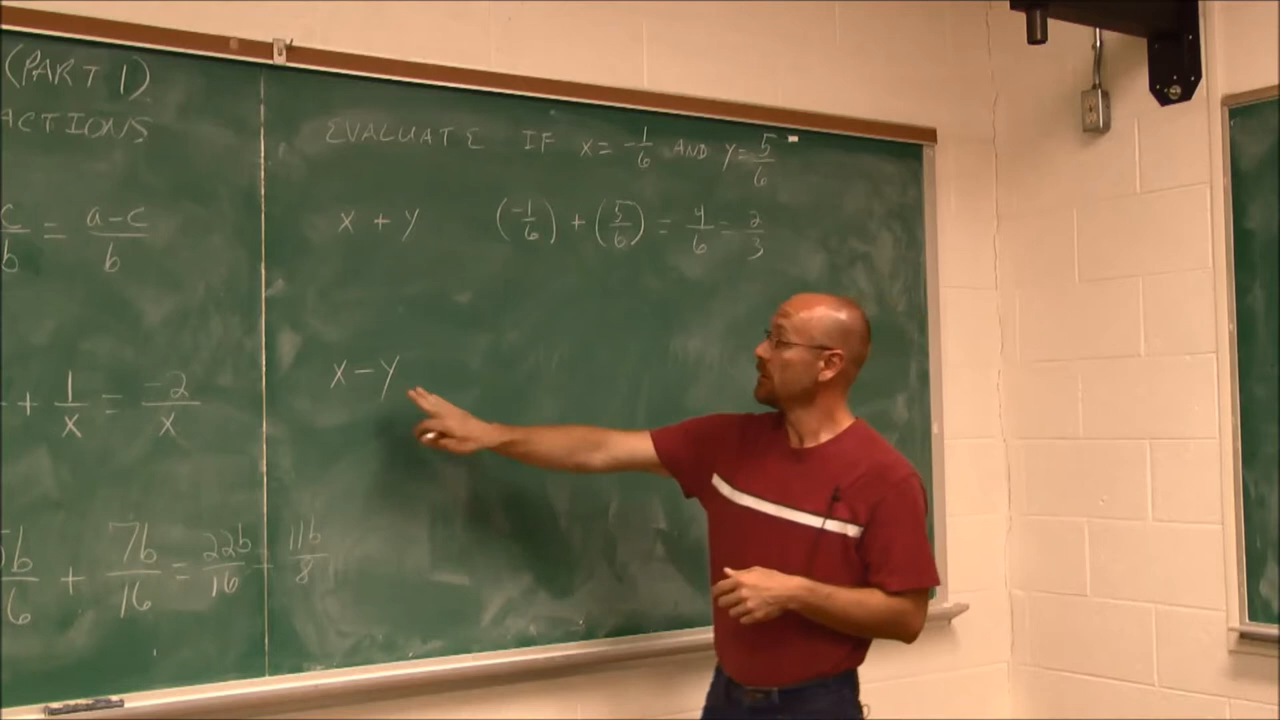 (PART 1)
ACTIONS
c/b = a-c/b
+ 1/x = -2/x
5b/6 + 7b/16 = 22b/16 = 11b/8
EVALUATE IF x = -1/6 AND y = 5/6
x + y (-1/6) + (5/6) = 4/6 = 2/3
x - y